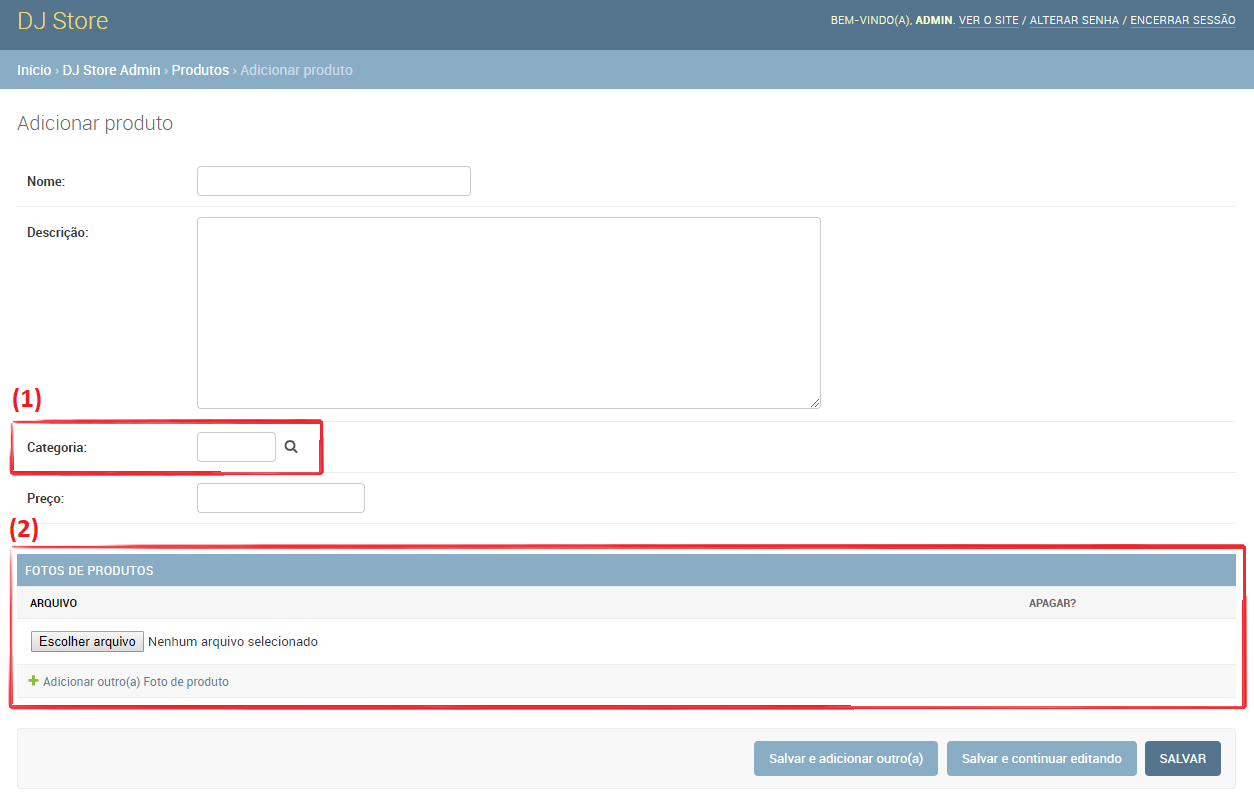 DJ Store
BEM-VINDO(A), ADMIN. VER O SITE / ALTERAR SENHA / ENCERRAR SESSÃO
Início › DJ Store Admin › Produtos › Adicionar produto
Adicionar produto
Nome:
Descrição:
(1)
Categoria:
Preço:
(2)
FOTOS DE PRODUTOS
ARQUIVO APAGAR?
Escolher arquivo Nenhum arquivo selecionado
Adicionar outro(a) Foto de produto
Salvar e adicionar outro(a) Salvar e continuar editando SALVAR